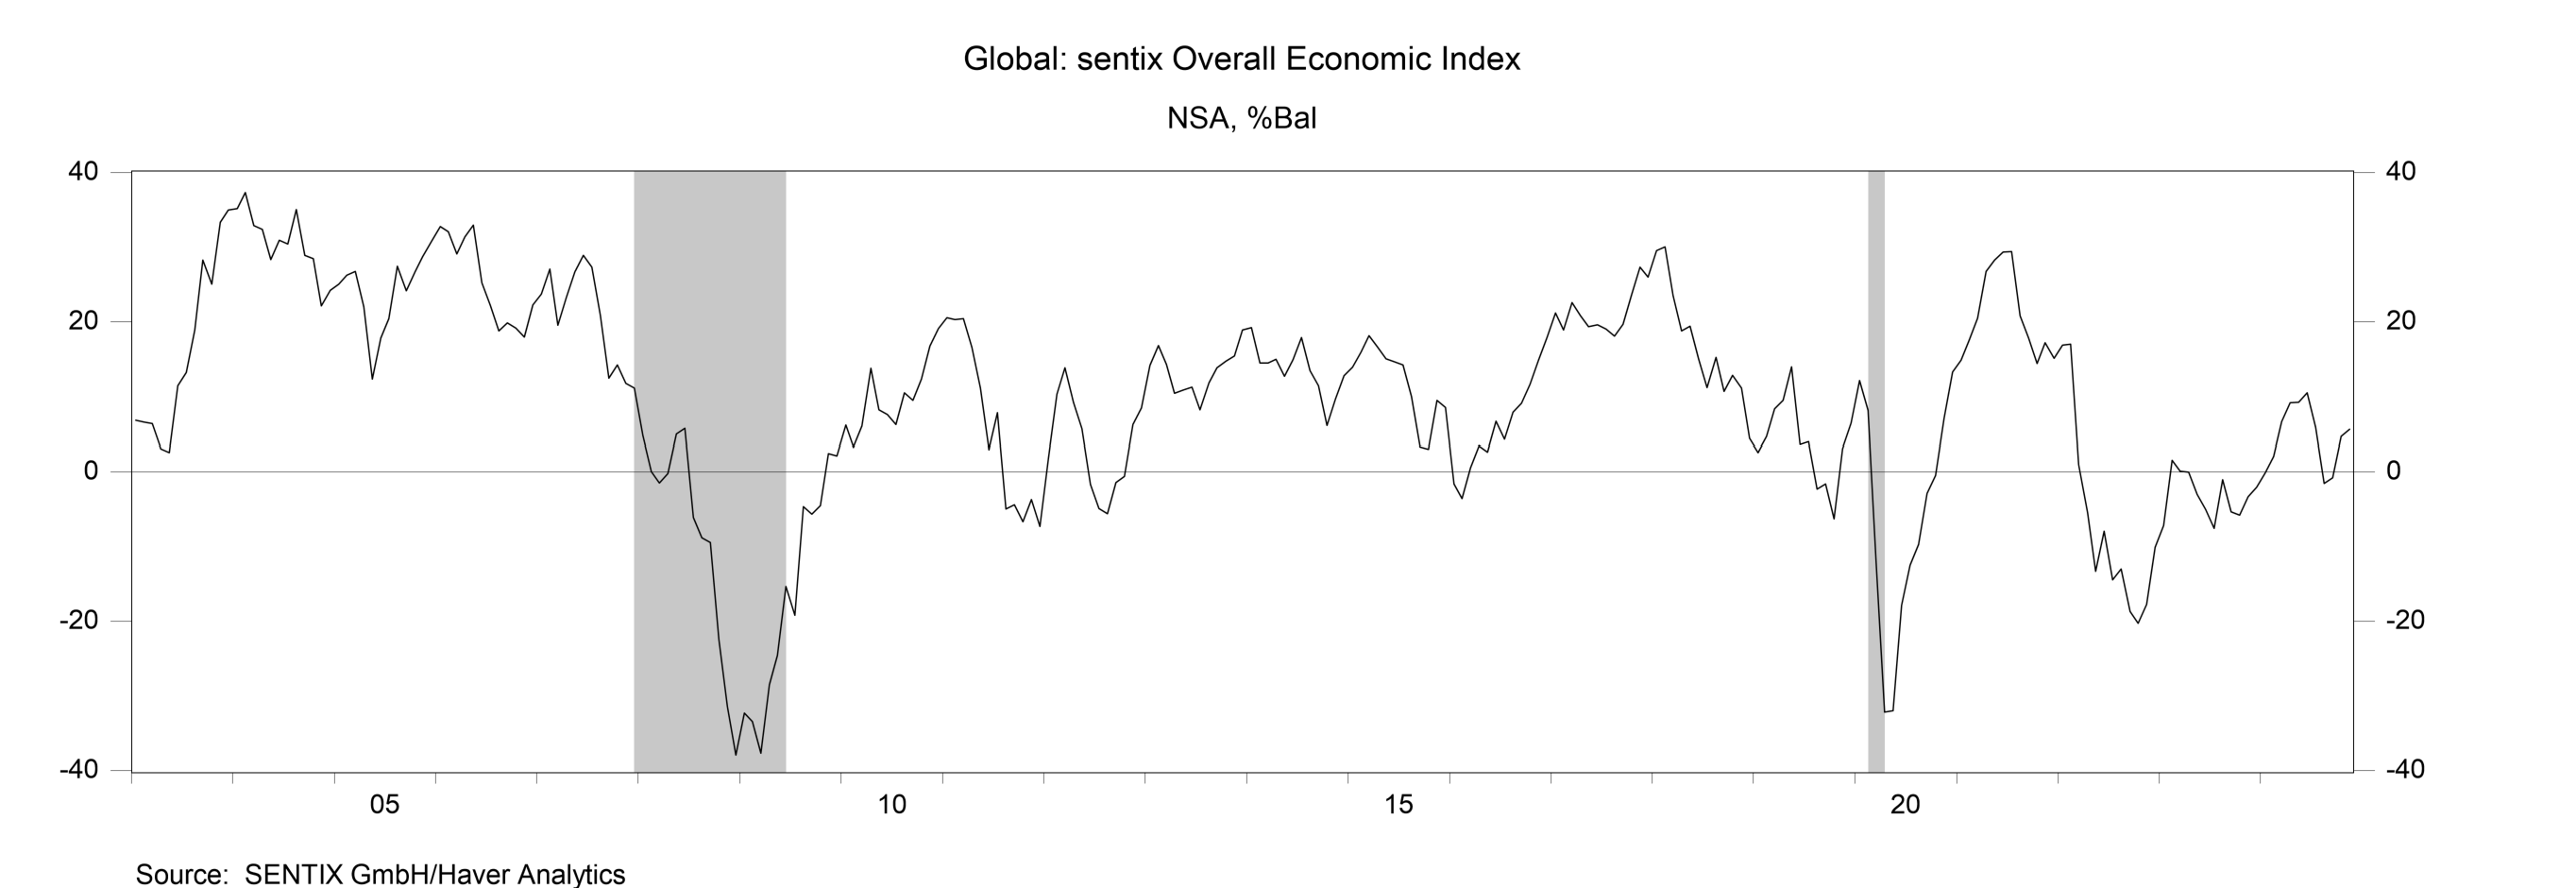 Global: sentix Overall Economic Index
NSA, %Bal
40 40
20 20
0 0
-20 -20
-40 -40
05 10 15 20
Source:  SENTIX GmbH/Haver Analytics